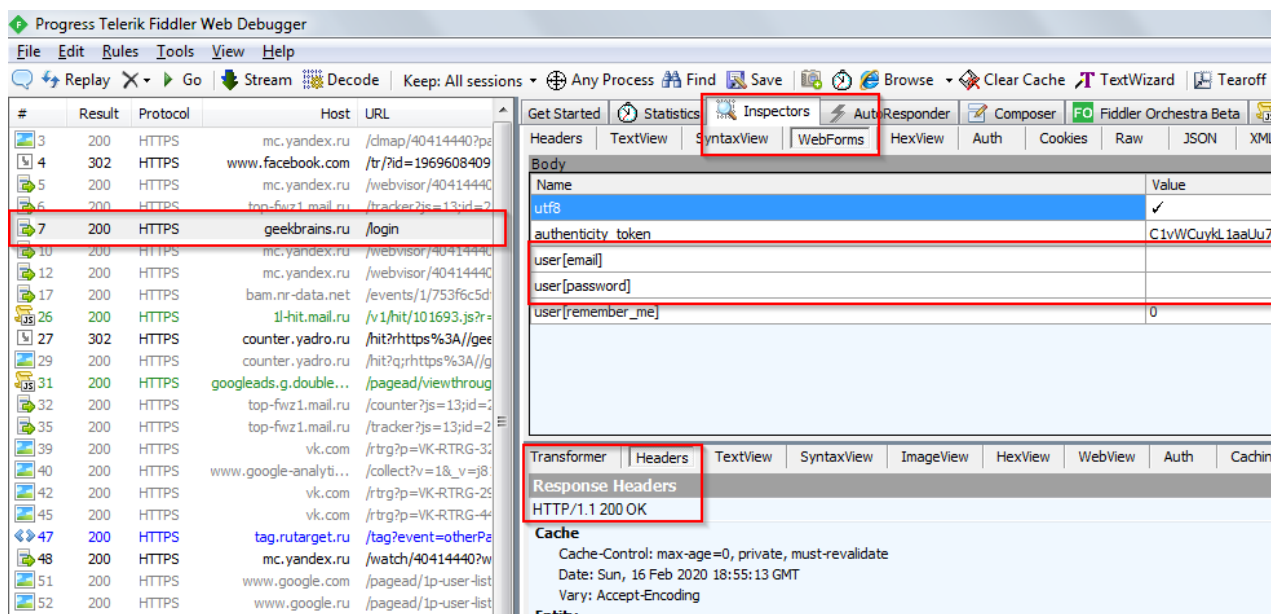 Progress Telerik Fiddler Web Debugger
File Edit Rules Tools View Help
Replay Go Stream Decode Keep: All sessions Any Process Find Save Browse Clear Cache TextWizard Tearoff
Get Started Statistics Inspectors AutoResponder Composer FO Fiddler Orchestra Beta
Headers TextView SyntaxView WebForms HexView Auth Cookies Raw JSON XML
# Result Protocol Host URL
3 200 HTTPS mc.yandex.ru /clmap/40414440?pa
4 302 HTTPS www.facebook.com /tr/?id=1969608409
5 200 HTTPS mc.yandex.ru /webvisor/40414440
6 200 HTTPS top-fwz1.mail.ru /tracker?js=13;id=2
7 200 HTTPS geekbrains.ru /login
10 200 HTTPS mc.yandex.ru /webvisor/40414440
12 200 HTTPS mc.yandex.ru /webvisor/40414440
17 200 HTTPS bam.nr-data.net /events/1/753f6c5d
26 200 HTTPS 1l-hit.mail.ru /v1/hit/101693.js?r=
27 302 HTTPS counter.yadro.ru /hit?rhttps%3A//gee
29 200 HTTPS counter.yadro.ru /hit?q;rhttps%3A//g
31 200 HTTPS googleads.g.double... /pagead/viewthroug
32 200 HTTPS top-fwz1.mail.ru /counter?js=13;id=2
35 200 HTTPS top-fwz1.mail.ru /tracker?js=13;id=2
39 200 HTTPS vk.com /rtrg?p=VK-RTRG-32
40 200 HTTPS www.google-analyti... /collect?v=1&_v=j8
42 200 HTTPS vk.com /rtrg?p=VK-RTRG-29
45 200 HTTPS vk.com /rtrg?p=VK-RTRG-44
47 200 HTTPS tag.rutarget.ru /tag?event=otherPa
48 200 HTTPS mc.yandex.ru /watch/40414440?w
51 200 HTTPS www.google.com /pagead/1p-user-list
52 200 HTTPS www.google.ru /pagead/1p-user-list
Body
Name Value
utf8 ✓
authenticity_token C1vWCuykL1aaUu7
user[email]
user[password]
user[remember_me] 0
Transformer Headers TextView SyntaxView ImageView HexView WebView Auth Cachin
Response Headers
HTTP/1.1 200 OK
Cache
Cache-Control: max-age=0, private, must-revalidate
Date: Sun, 16 Feb 2020 18:55:13 GMT
Vary: Accept-Encoding
Entity